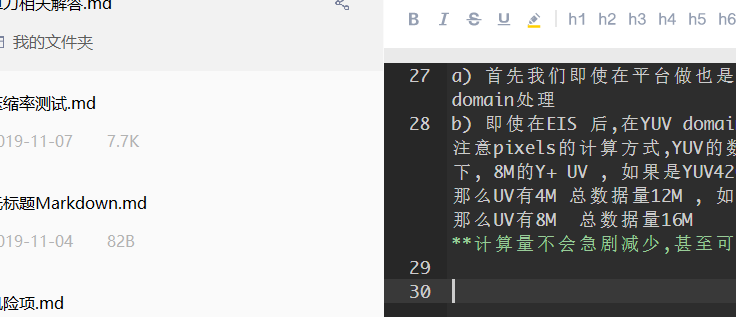 力相关解答.md
我的文件夹
缩率测试.md
019-11-07 7.7K
标题Markdown.md
019-11-04 82B
险项.md
B I S U h1 h2 h3 h4 h5 h6
27 a) 首先我们即使在平台做也是
domain处理
28 b) 即使在EIS 后,在YUV domai
注意pixels的计算方式,YUV的数
下, 8M的Y+ UV , 如果是YUV42
那么UV有4M 总数据量12M , 如
那么UV有8M 总数据量16M
**计算量不会急剧减少,甚至可
29
30